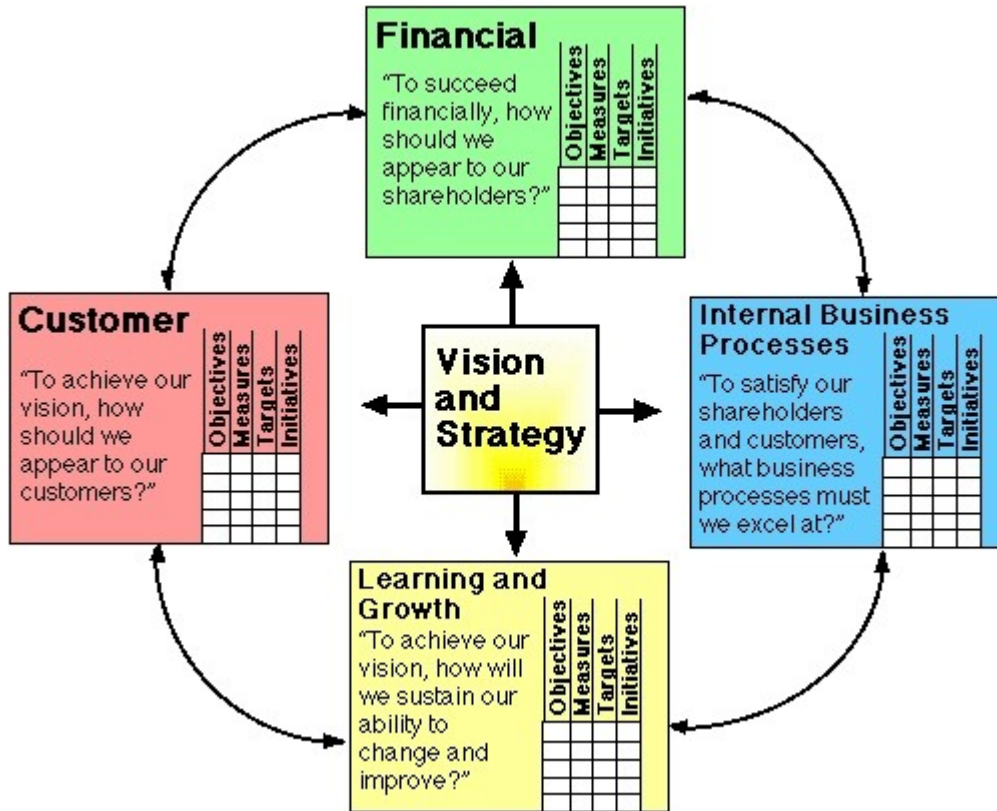 Financial
“To succeed
financially, how
should we
appear to our
shareholders?”
Objectives
Measures
Targets
Initiatives
Customer
“To achieve our
vision, how
should we
appear to our
customers?”
Objectives
Measures
Targets
Initiatives
Vision
and
Strategy
Internal Business
Processes
“To satisfy our
shareholders
and customers,
what business
processes must
we excel at?”
Objectives
Measures
Targets
Initiatives
Learning and
Growth
“To achieve our
vision, how will
we sustain our
ability to
change and
improve?”
Objectives
Measures
Targets
Initiatives